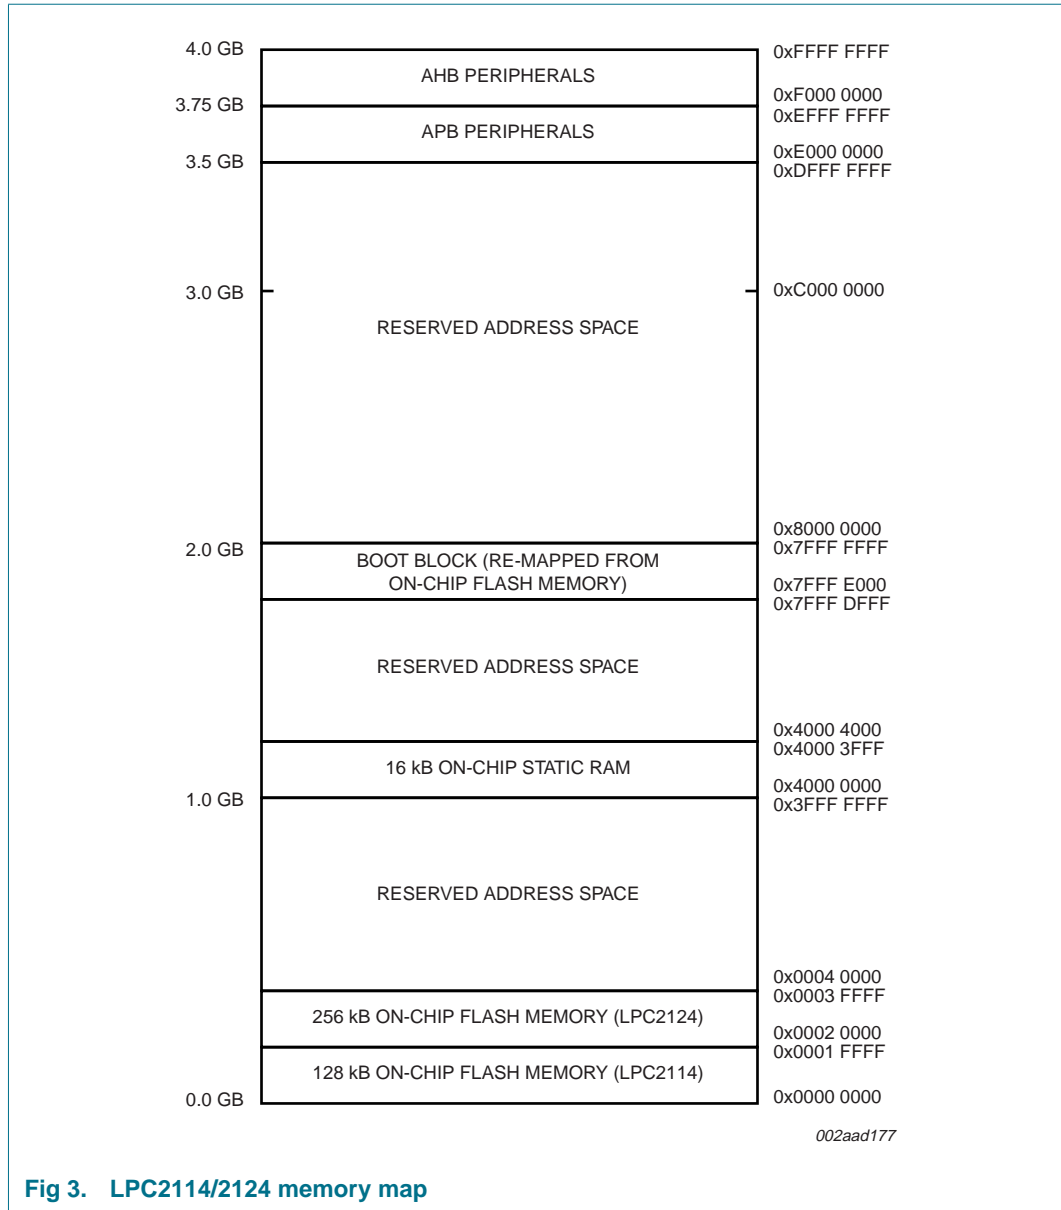 4.0 GB
0xFFFF FFFF
AHB PERIPHERALS
0xF000 0000
3.75 GB
0xEFFF FFFF
APB PERIPHERALS
0xE000 0000
3.5 GB
0xDFFF FFFF
3.0 GB
0xC000 0000
RESERVED ADDRESS SPACE
0x8000 0000
2.0 GB
0x7FFF FFFF
BOOT BLOCK (RE-MAPPED FROM
ON-CHIP FLASH MEMORY)
0x7FFF E000
0x7FFF DFFF
RESERVED ADDRESS SPACE
0x4000 4000
0x4000 3FFF
16 kB ON-CHIP STATIC RAM
0x4000 0000
1.0 GB
0x3FFF FFFF
RESERVED ADDRESS SPACE
0x0004 0000
0x0003 FFFF
256 kB ON-CHIP FLASH MEMORY (LPC2124)
0x0002 0000
0x0001 FFFF
128 kB ON-CHIP FLASH MEMORY (LPC2114)
0.0 GB
0x0000 0000
002aad177
Fig 3. LPC2114/2124 memory map